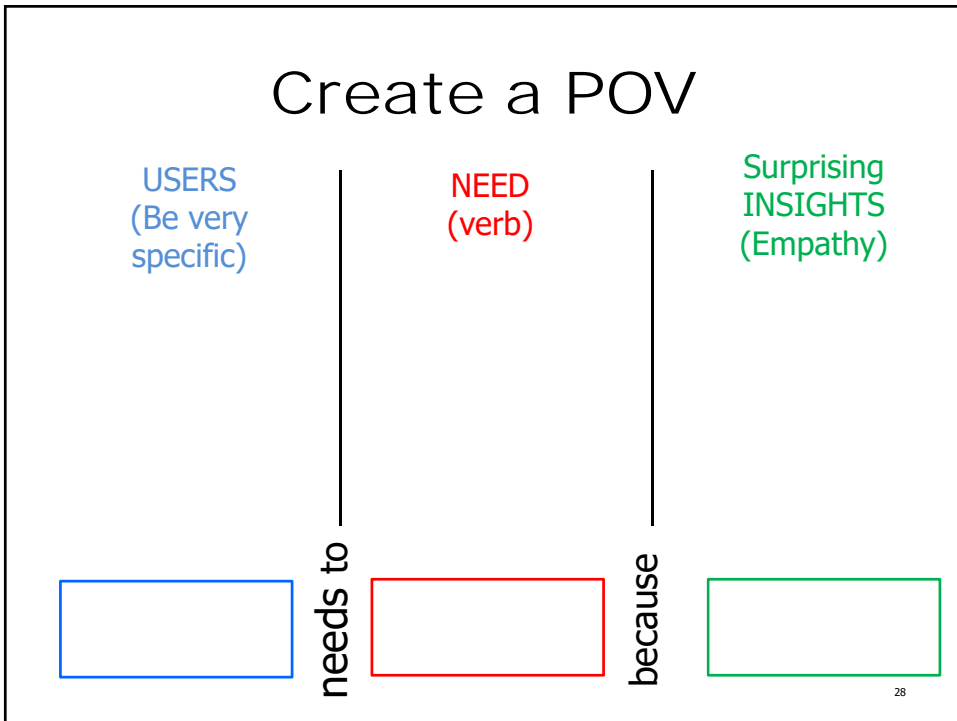 Create a POV
USERS
(Be very
specific)
NEED
(verb)
Surprising
INSIGHTS
(Empathy)
needs to
because
28